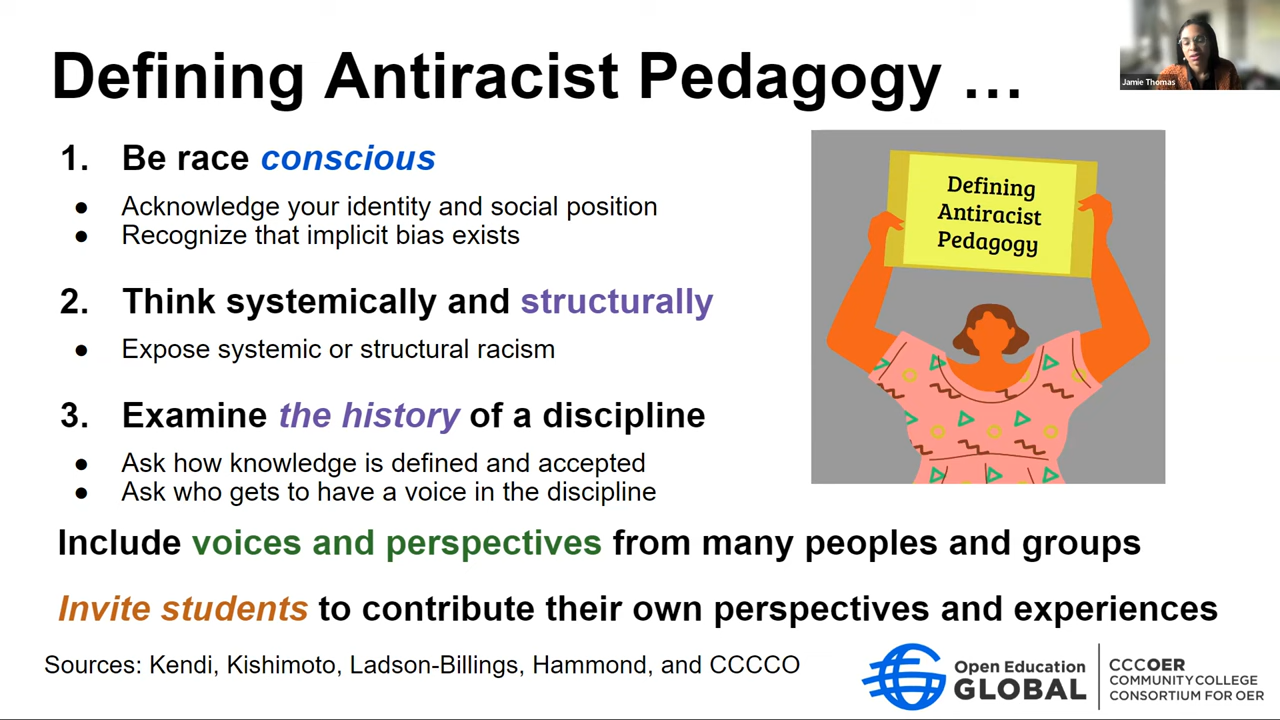 Defining Antiracist Pedagogy ...
Jamie Thomas
1. Be race conscious
● Acknowledge your identity and social position
● Recognize that implicit bias exists
2. Think systemically and structurally
● Expose systemic or structural racism
3. Examine the history of a discipline
● Ask how knowledge is defined and accepted
● Ask who gets to have a voice in the discipline
Defining
Antiracist
Pedagogy
Include voices and perspectives from many peoples and groups
Invite students to contribute their own perspectives and experiences
Sources: Kendi, Kishimoto, Ladson-Billings, Hammond, and CCCCO
Open Education
GLOBAL
CCCOER
COMMUNITY COLLEGE
CONSORTIUM FOR OER